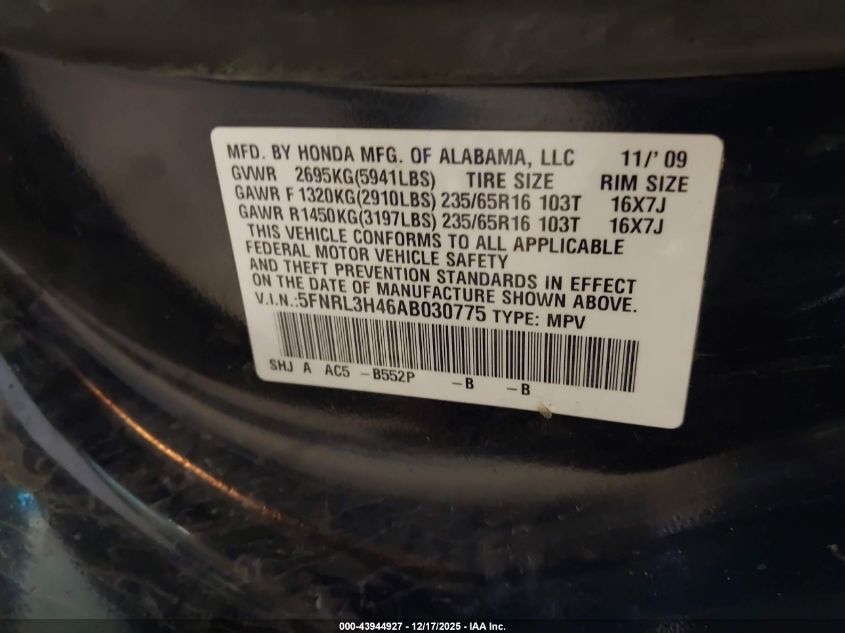 MFD. BY HONDA MFG. OF ALABAMA, LLC 11/'09
GVWR 2695KG(5941LBS) TIRE SIZE RIM SIZE
GAWR F 1320KG(2910LBS) 235/65R16 103T 16X7J
GAWR R1450KG(3197LBS) 235/65R16 103T 16X7J
THIS VEHICLE CONFORMS TO ALL APPLICABLE
FEDERAL MOTOR VEHICLE SAFETY
AND THEFT PREVENTION STANDARDS IN EFFECT
ON THE DATE OF MANUFACTURE SHOWN ABOVE.
V.I.N.:5FNRL3H46AB030775 TYPE: MPV
SHJ A AC5 -B552P -B -B
000-43944927 - 12/17/2025 - IAA Inc.